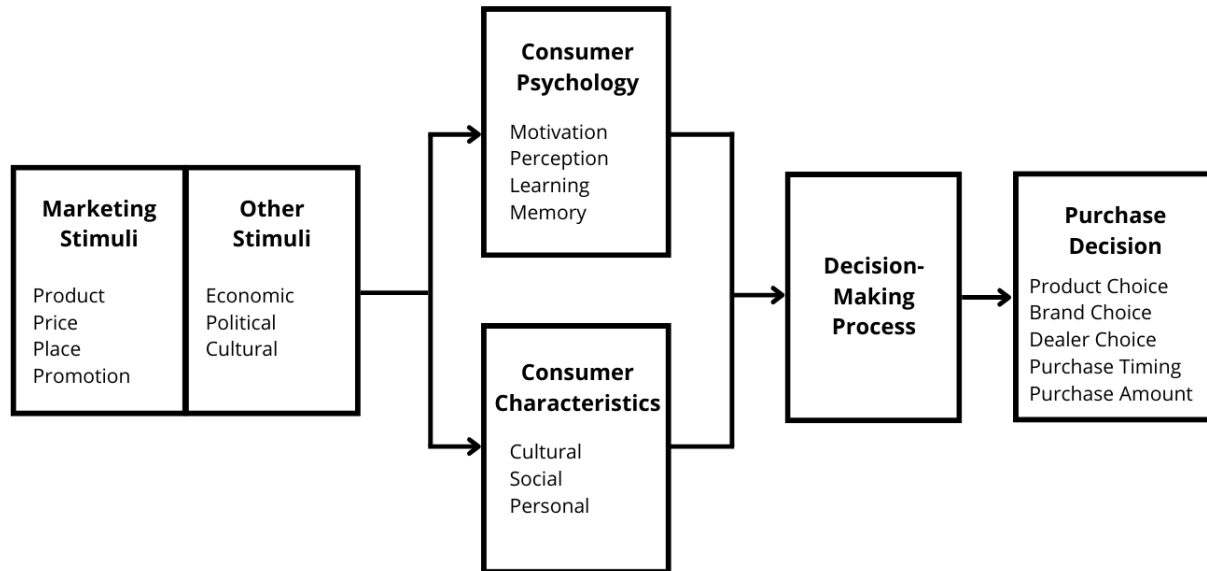 Marketing
Stimuli
Product
Price
Place
Promotion
Other
Stimuli
Economic
Political
Cultural
Consumer
Psychology
Motivation
Perception
Learning
Memory
Consumer
Characteristics
Cultural
Social
Personal
Decision-
Making
Process
Purchase
Decision
Product Choice
Brand Choice
Dealer Choice
Purchase Timing
Purchase Amount